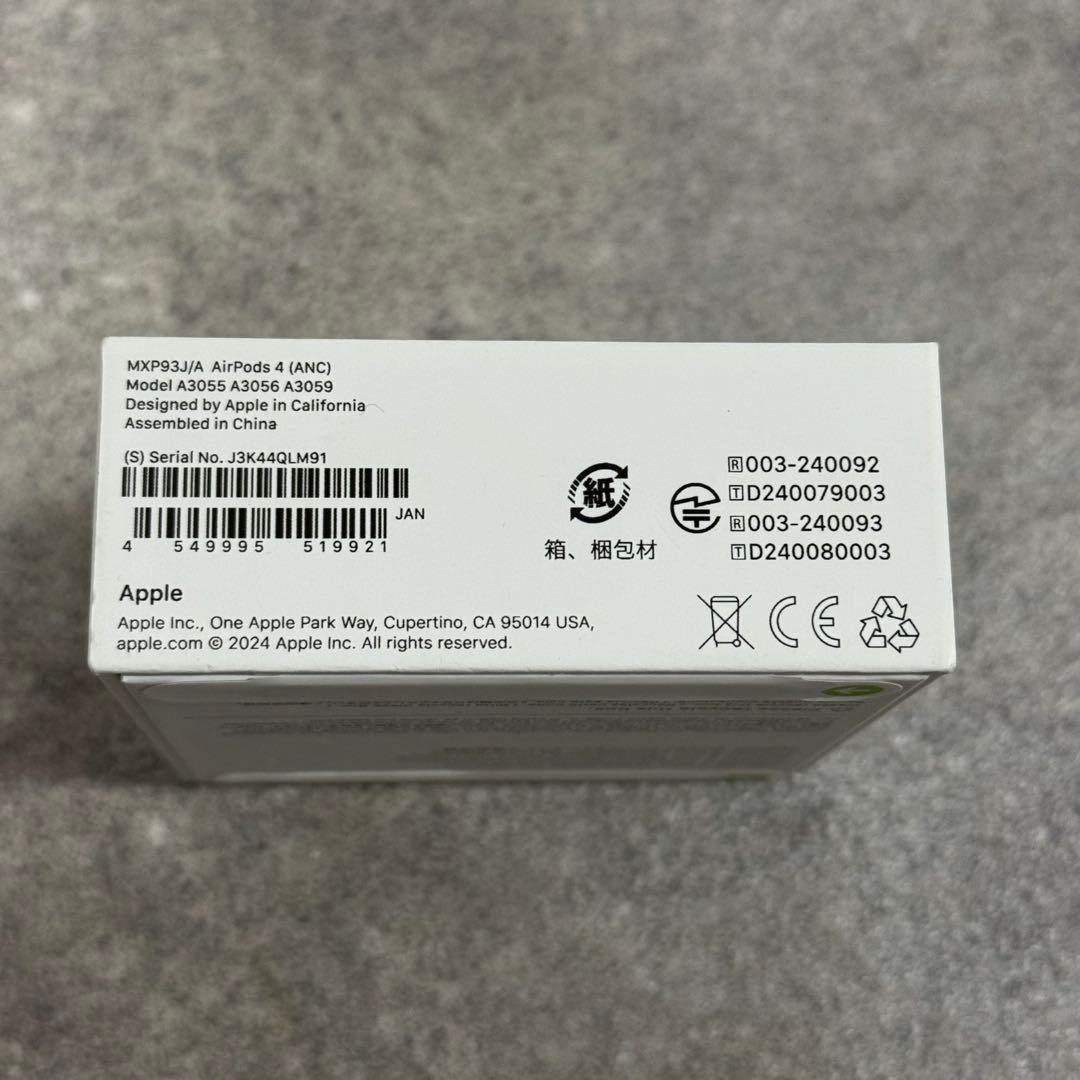 MXP93J/A AirPods 4 (ANC)
Model A3055 A3056 A3059
Designed by Apple in California
Assembled in China
(S) Serial No. J3K44QLM91
JAN
4 549995 519921
紙
箱、梱包材
R003-240092
TD240079003
R003-240093
TD240080003
Apple
Apple Inc., One Apple Park Way, Cupertino, CA 95014 USA,
apple.com © 2024 Apple Inc. All rights reserved.
CE